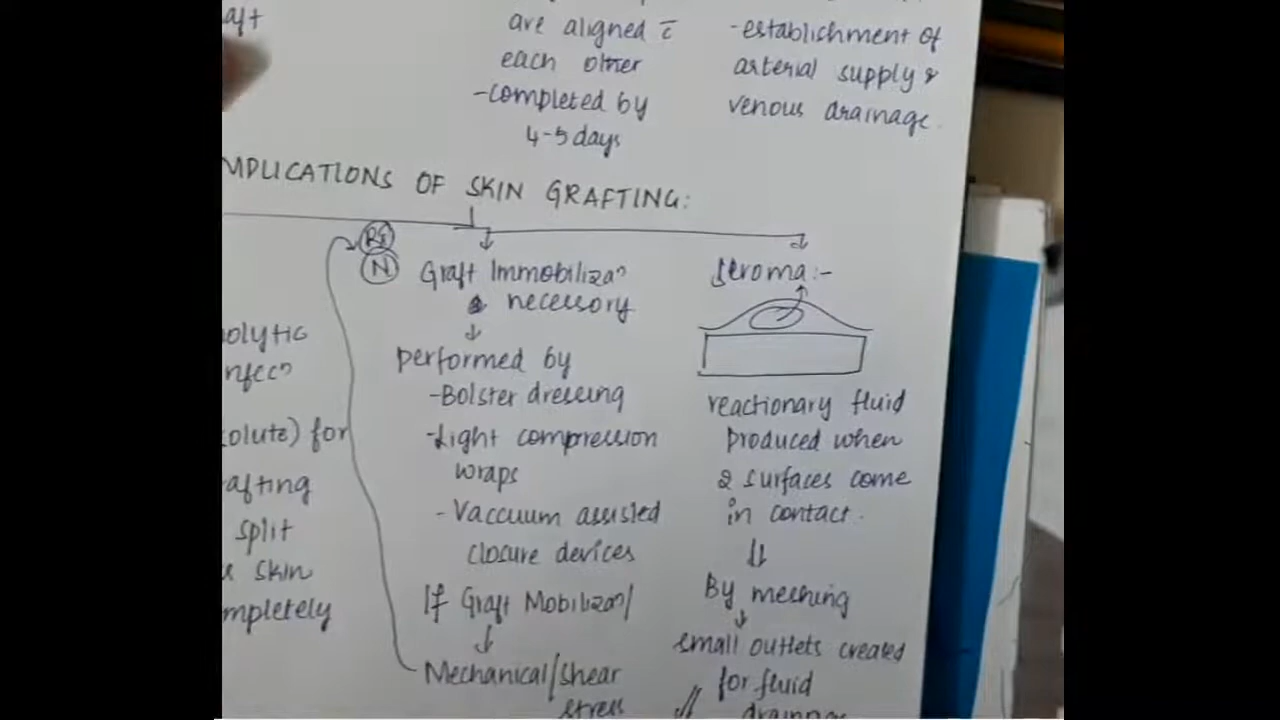 aft
are aligned c̄
each other
-completed by
4-5 days
-establishment of
arterial supply &
venous drainage.
MPLICATIONS OF SKIN GRAFTING:
olytic
nfecn
olute) for
afting
split
skin
mpletely
N
Graft Immobilizan
necessory
performed by
-Bolster dressing
-Light compression
wraps
-Vaccuum assisted
closure devices
If Graft Mobilizan/
Mechanical/shear
stress
Seroma:-
reactionary fluid
produced when
2 surfaces come
in contact.
By meshing
small outlets created
for fluid
drainage